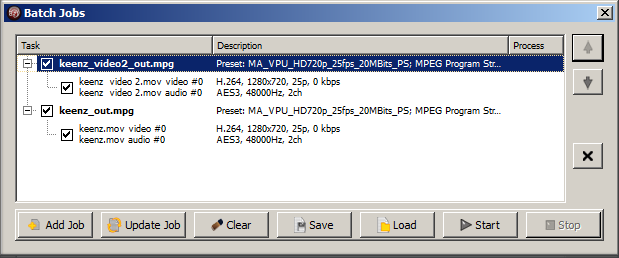 Batch Jobs
Task Description Process
keenz_video2_out.mpg Preset: MA_VPU_HD720p_25fps_20MBits_PS; MPEG Program Str...
keenz video 2.mov video #0 H.264, 1280x720, 25p, 0 kbps
keenz video 2.mov audio #0 AES3, 48000Hz, 2ch
keenz_out.mpg Preset: MA_VPU_HD720p_25fps_20MBits_PS; MPEG Program Str...
keenz.mov video #0 H.264, 1280x720, 25p, 0 kbps
keenz.mov audio #0 AES3, 48000Hz, 2ch
Add Job Update Job Clear Save Load Start Stop